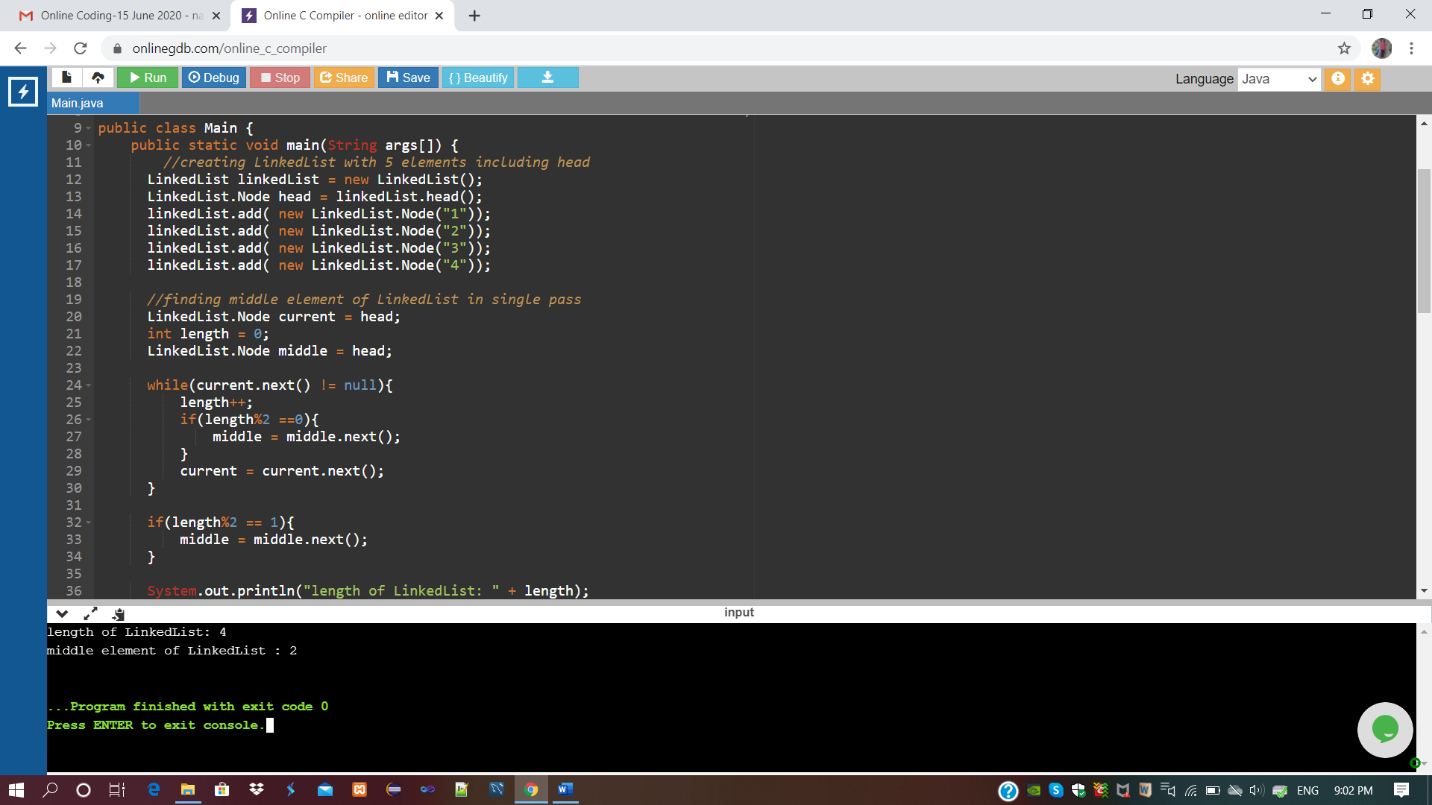 Online Coding-15 June 2020 - na
Online C Compiler - online editor
onlinegdb.com/online_c_compiler
Run
Debug
Stop
Share
Save
{ } Beautify
Language Java
Main.java
9 public class Main {
10 public static void main(String args[]) {
11 //creating LinkedList with 5 elements including head
12 LinkedList linkedList = new LinkedList();
13 LinkedList.Node head = linkedList.head();
14 linkedList.add( new LinkedList.Node("1"));
15 linkedList.add( new LinkedList.Node("2"));
16 linkedList.add( new LinkedList.Node("3"));
17 linkedList.add( new LinkedList.Node("4"));
18
19 //finding middle element of LinkedList in single pass
20 LinkedList.Node current = head;
21 int length = 0;
22 LinkedList.Node middle = head;
23
24 while(current.next() != null){
25 length++;
26 if(length%2 ==0){
27 middle = middle.next();
28 }
29 current = current.next();
30 }
31
32 if(length%2 == 1){
33 middle = middle.next();
34 }
35
36 System.out.println("length of LinkedList: " + length);
input
length of LinkedList: 4
middle element of LinkedList : 2
...Program finished with exit code 0
Press ENTER to exit console.
ENG 9:02 PM